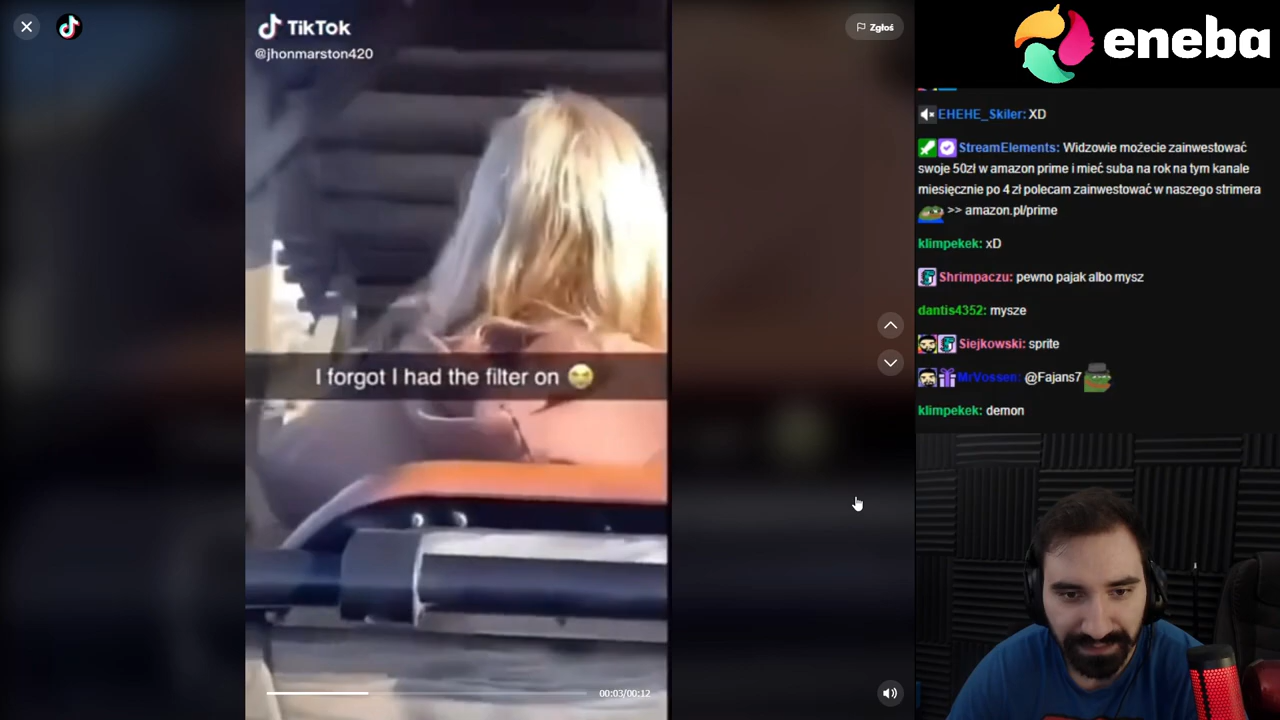 TikTok
@jhonmarston420
Zgłoś
I forgot I had the filter on
00:03/00:12
eneba
EHEHE_Skiler: XD
StreamElements: Widzowie możecie zainwestować
swoje 50zł w amazon prime i mieć suba na rok na tym kanale
miesięcznie po 4 zł polecam zainwestować w naszego strimera
>> amazon.pl/prime
klimpekek: xD
Shrimpaczu: pewno pajak albo mysz
dantis4352: mysze
Siejkowski: sprite
MrVossen: @Fajans7
klimpekek: demon